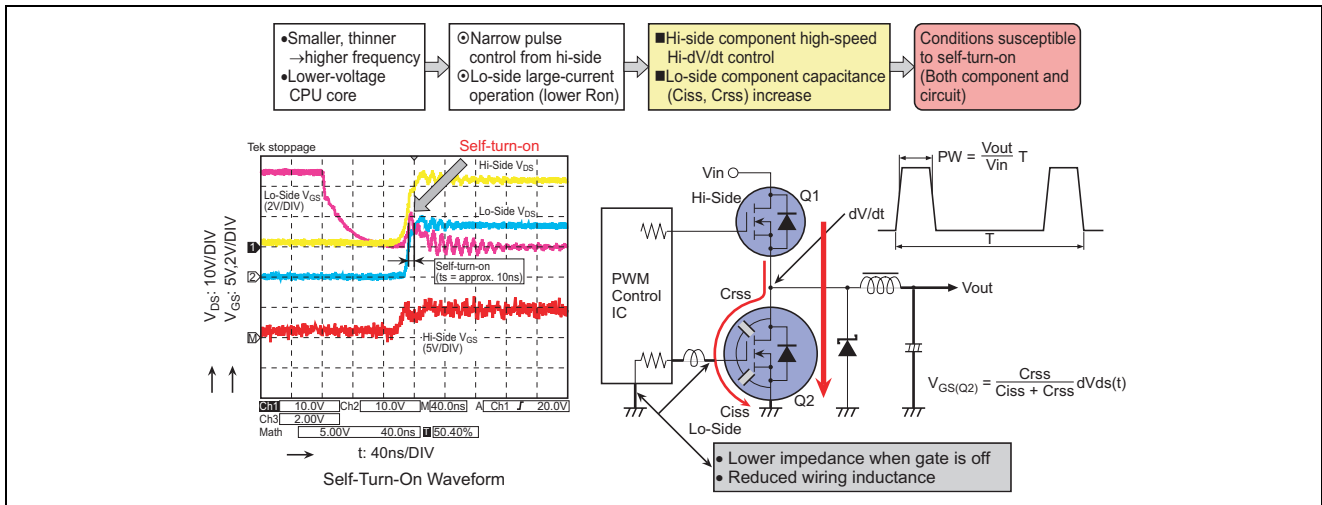 •Smaller, thinner
→higher frequency
•Lower-voltage
CPU core
⊙Narrow pulse
control from hi-side
⊙Lo-side large-current
operation (lower Ron)
■Hi-side component high-speed
Hi-dV/dt control
■Lo-side component capacitance
(Ciss, Crss) increase
Conditions susceptible
to self-turn-on
(Both component and
circuit)
Tek stoppage
Self-turn-on
Hi-Side VDS
Lo-Side VGS
(2V/DIV)
Lo-Side VDS
1
2
M
Self-turn-on
(ts = approx. 10ns)
Hi-Side VGS
(5V/DIV)
VDS: 10V/DIV
VGS: 5V,2V/DIV
Ch1 10.0V Ch2 10.0V M 40.0ns A Ch1 ∫ 20.0V
Ch3 2.00V
Math 5.00V 40.0ns T 50.40%
→ t: 40ns/DIV
Self-Turn-On Waveform
Vin
Hi-Side
Q1
dV/dt
PWM
Control
IC
Crss
Vout
Ciss
Q2
Lo-Side
PW = Vout/Vin T
T
VGS(Q2) = Crss/(Ciss + Crss) dVds(t)
• Lower impedance when gate is off
• Reduced wiring inductance